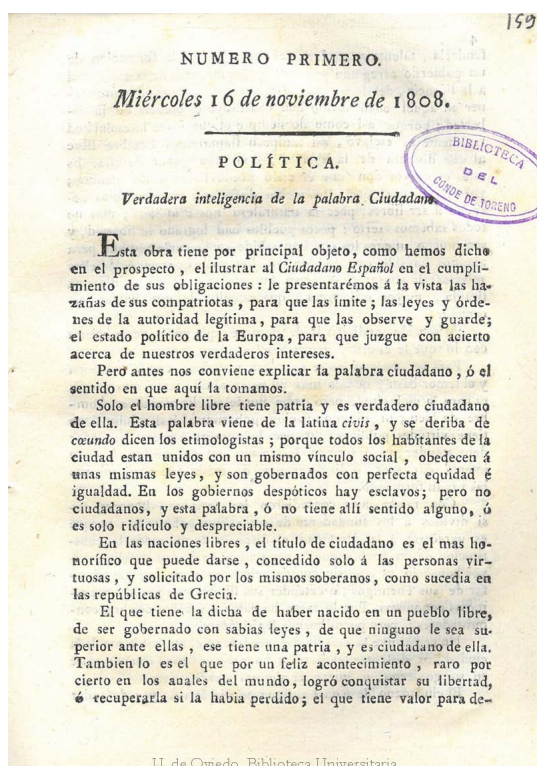 159
NUMERO PRIMERO.
Miércoles 16 de noviembre de 1808.
BIBLIOTECA
DEL
CONDE DE TORENO
POLÍTICA.
Verdadera inteligencia de la palabra Ciudadano.
Esta obra tiene por principal objeto, como hemos dicho
en el prospecto, el ilustrar al Ciudadano Español en el cumpli-
miento de sus obligaciones: le presentarémos á la vista las ha-
zañas de sus compatriotas, para que las imite; las leyes y órde-
nes de la autoridad legítima, para que las observe y guarde;
el estado político de la Europa, para que juzgue con acierto
acerca de nuestros verdaderos intereses.
Pero antes nos conviene explicar la palabra ciudadano, ó el
sentido en que aquí la tomamos.
Solo el hombre libre tiene patria y es verdadero ciudadano
de ella. Esta palabra viene de la latina civis, y se deriba de
cœundo dicen los etimologistas; porque todos los habitantes de la
ciudad estan unidos con un mismo vínculo social, obedecen á
unas mismas leyes, y son gobernados con perfecta equidad é
igualdad. En los gobiernos despóticos hay esclavos; pero no
ciudadanos, y esta palabra, ó no tiene allí sentido alguno, ó
es solo ridículo y despreciable.
En las naciones libres, el título de ciudadano es el mas ho-
norífico que puede darse, concedido solo á las personas vir-
tuosas, y solicitado por los mismos soberanos, como sucedia en
las repúblicas de Grecia.
El que tiene la dicha de haber nacido en un pueblo libre,
de ser gobernado con sabias leyes, de que ninguno le sea su-
perior ante ellas, ese tiene una patria, y es ciudadano de ella.
Tambien lo es el que por un feliz acontecimiento, raro por
cierto en los anales del mundo, logró conquistar su libertad,
ó recuperarla si la habia perdido; el que tiene valor para de-
U. de Oviedo. Biblioteca Universitaria